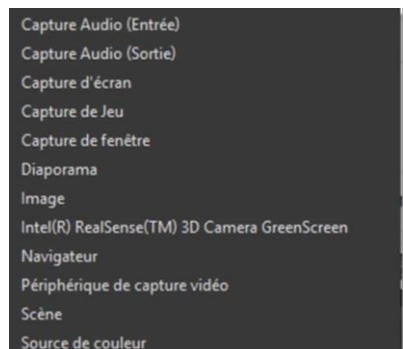 Capture Audio (Entrée)
Capture Audio (Sortie)
Capture d'écran
Capture de Jeu
Capture de fenêtre
Diaporama
Image
Intel(R) RealSense(TM) 3D Camera GreenScreen
Navigateur
Périphérique de capture vidéo
Scène
Source de couleur